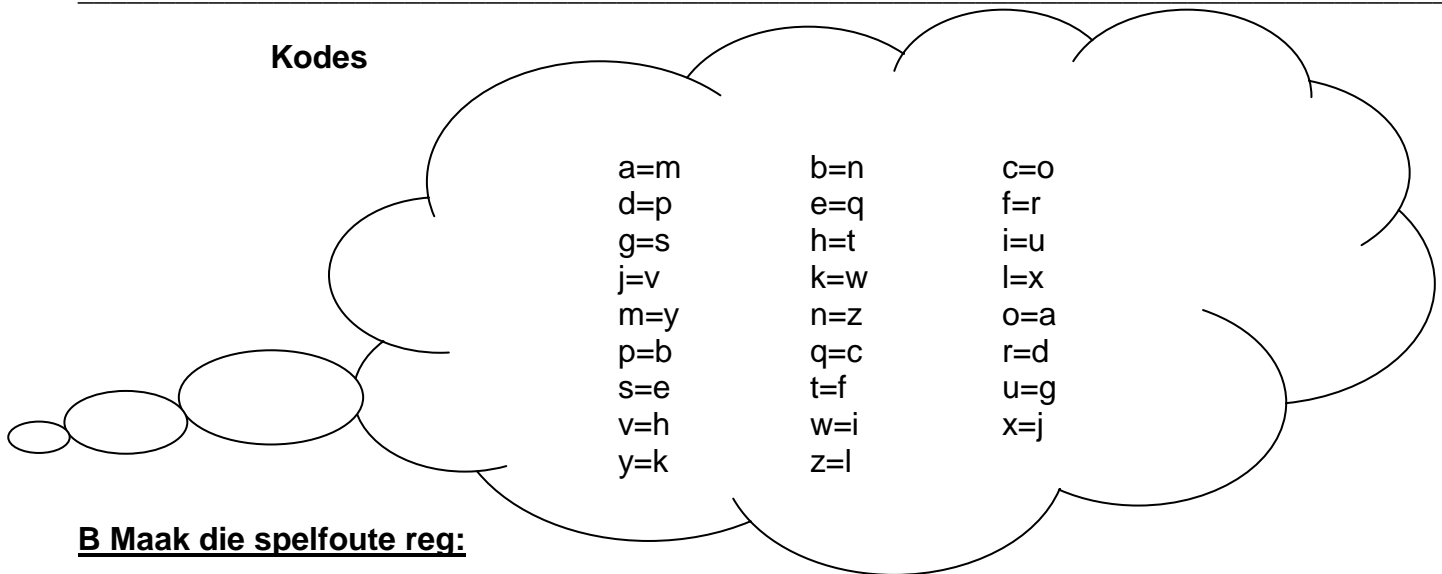 Kodes
a=m b=n c=o
d=p e=q f=r
g=s h=t i=u
j=v k=w l=x
m=y n=z o=a
p=b q=c r=d
s=e t=f u=g
v=h w=i x=j
y=k z=l
B Maak die spelfoute reg: